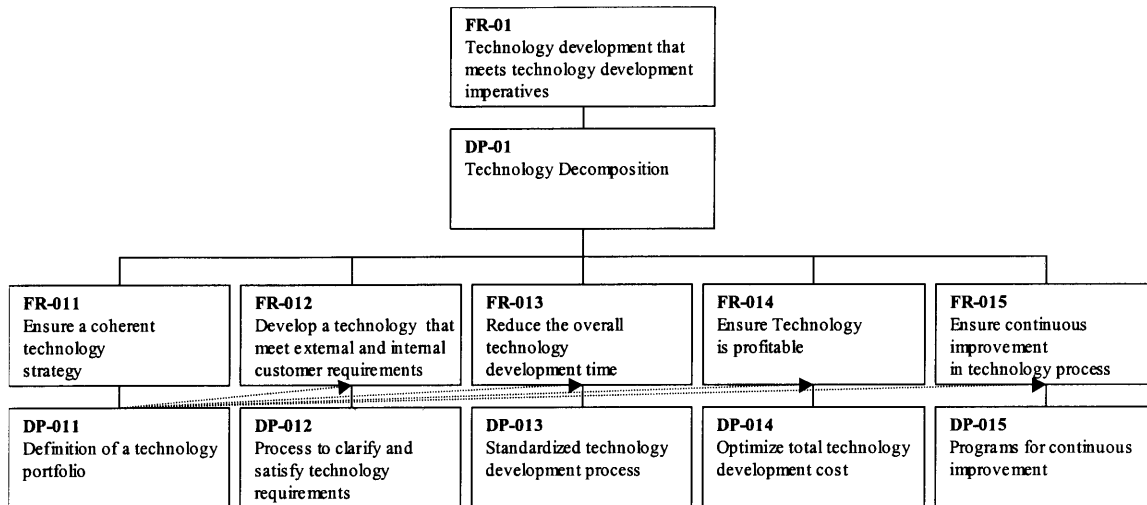 FR-01
Technology development that
meets technology development
imperatives
DP-01
Technology Decomposition
FR-011
Ensure a coherent
technology
strategy
FR-012
Develop a technology that
meet external and internal
customer requirements
FR-013
Reduce the overall
technology
development time
FR-014
Ensure Technology
is profitable
FR-015
Ensure continuous
improvement
in technology process
DP-011
Definition of a technology
portfolio
DP-012
Process to clarify and
satisfy technology
requirements
DP-013
Standardized technology
development process
DP-014
Optimize total technology
development cost
DP-015
Programs for continuous
improvement